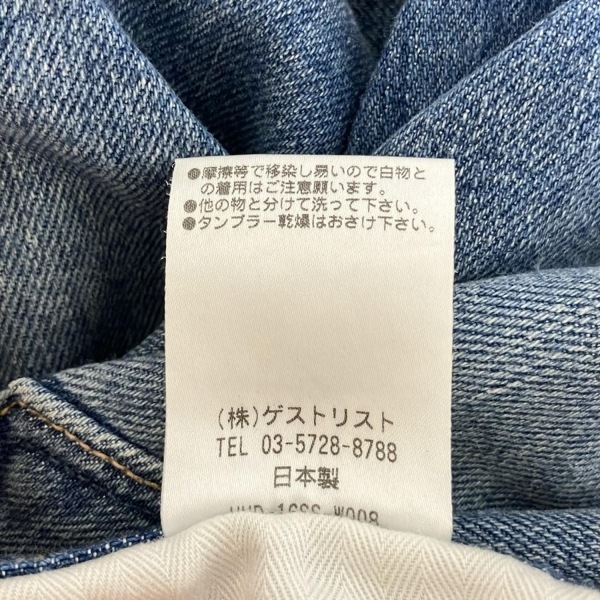 ●摩擦等で移染し易いので白物と
の着用はご注意願います。
●他の物と分けて洗って下さい。
●タンブラー乾燥はおさけ下さい。
(株)ゲストリスト
TEL 03-5728-8788
日本製